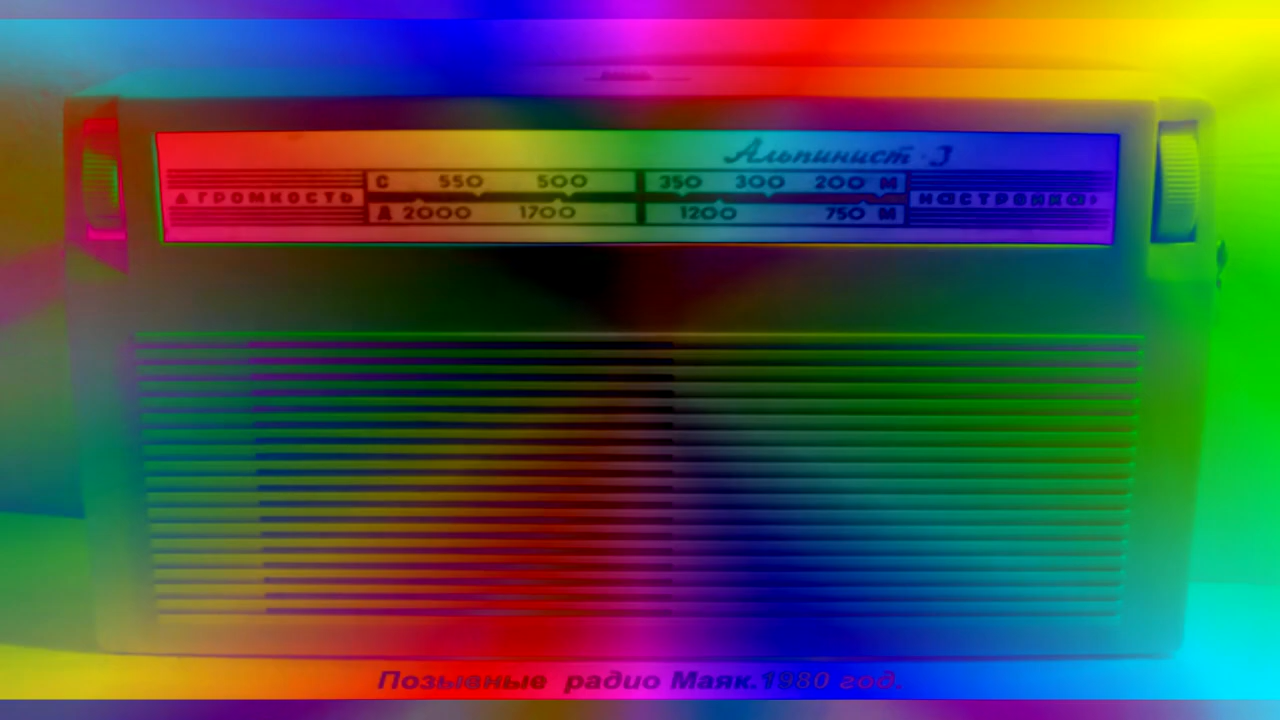 Альпинист-3
С 550 500 350 300 200 М
ГРОМКОСТЬ
НАСТРОЙКА
Д 2000 1700 1200 750 М
Позывные радио Маяк.1980 год.